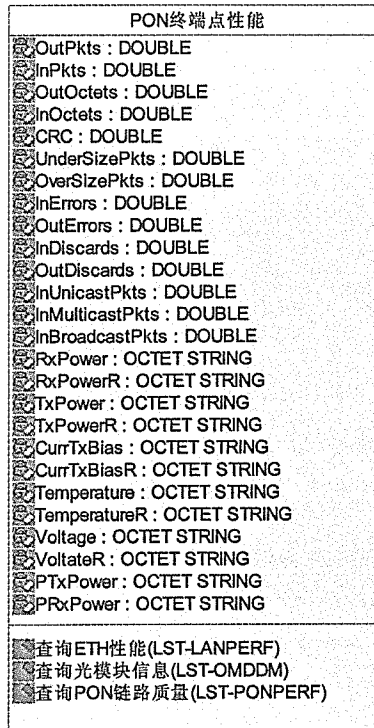 PON终端点性能
OutPkts : DOUBLE
InPkts : DOUBLE
OutOctets : DOUBLE
InOctets : DOUBLE
CRC : DOUBLE
UnderSizePkts : DOUBLE
OverSizePkts : DOUBLE
InErrors : DOUBLE
OutErrors : DOUBLE
InDiscards : DOUBLE
OutDiscards : DOUBLE
InUnicastPkts : DOUBLE
InMulticastPkts : DOUBLE
InBroadcastPkts : DOUBLE
RxPower : OCTET STRING
RxPowerR : OCTET STRING
TxPower : OCTET STRING
TxPowerR : OCTET STRING
CurrTxBias : OCTET STRING
CurrTxBiasR : OCTET STRING
Temperature : OCTET STRING
TemperatureR : OCTET STRING
Voltage : OCTET STRING
VoltateR : OCTET STRING
PTxPower : OCTET STRING
PRxPower : OCTET STRING
查询ETH性能(LST-LANPERF)
查询光模块信息(LST-OMDDM)
查询PON链路质量(LST-PONPERF)